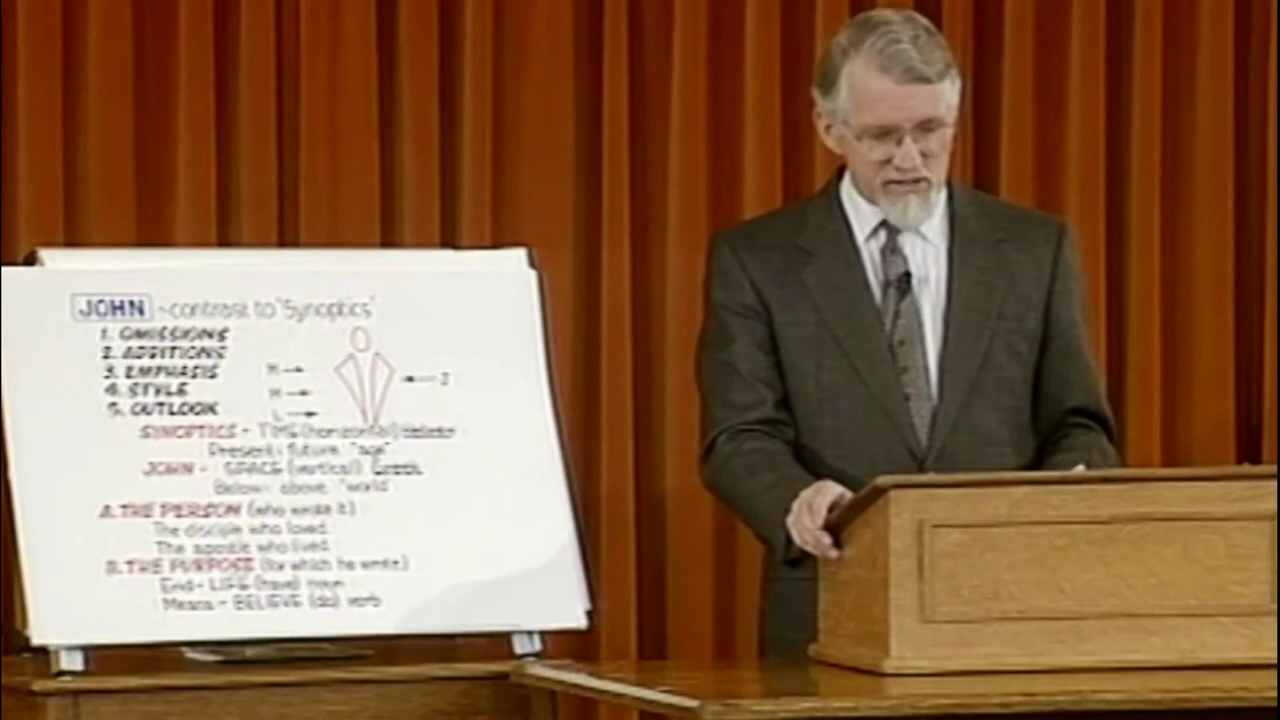 JOHN - contrast to 'Synoptics'
1. OMISSIONS
2. ADDITIONS
3. EMPHASIS
4. STYLE
5. OUTLOOK
M
M
L
J
SYNOPTICS - TIME (horizontal)
Present: future "age"
JOHN - SPACE (vertical) Greek
Below: above "world"
A. THE PERSON (who wrote it)
The disciple who loved
The apostle who lived
B. THE PURPOSE (for which he wrote)
End - LIFE (have) noun
Means - BELIEVE (do) verb